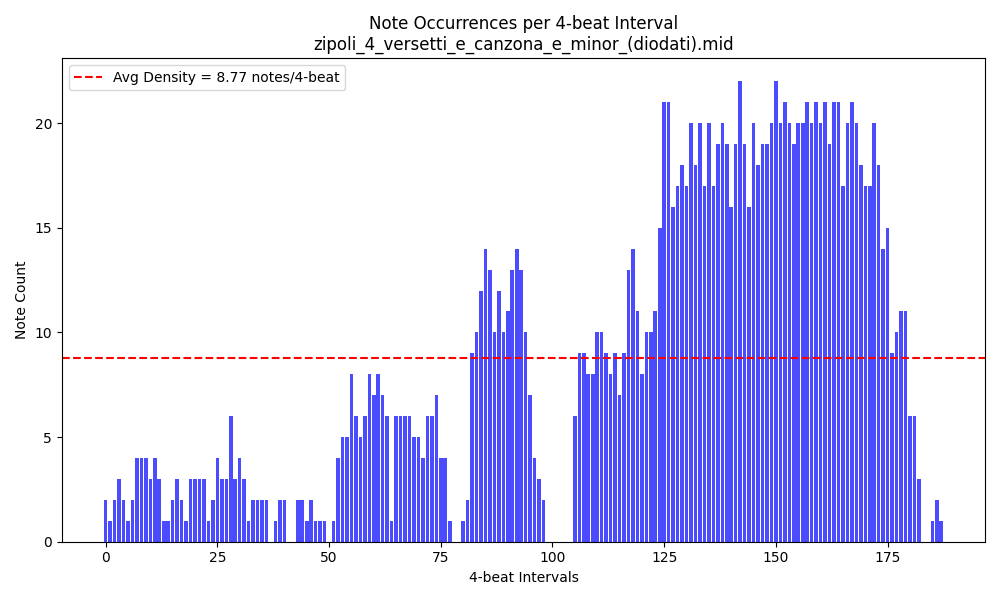 Note Occurrences per 4-beat Interval
zipoli_4_versetti_e_canzona_e_minor_(diodati).mid
Avg Density = 8.77 notes/4-beat
Note Count
20
15
10
5
0
0 25 50 75 100 125 150 175
4-beat Intervals